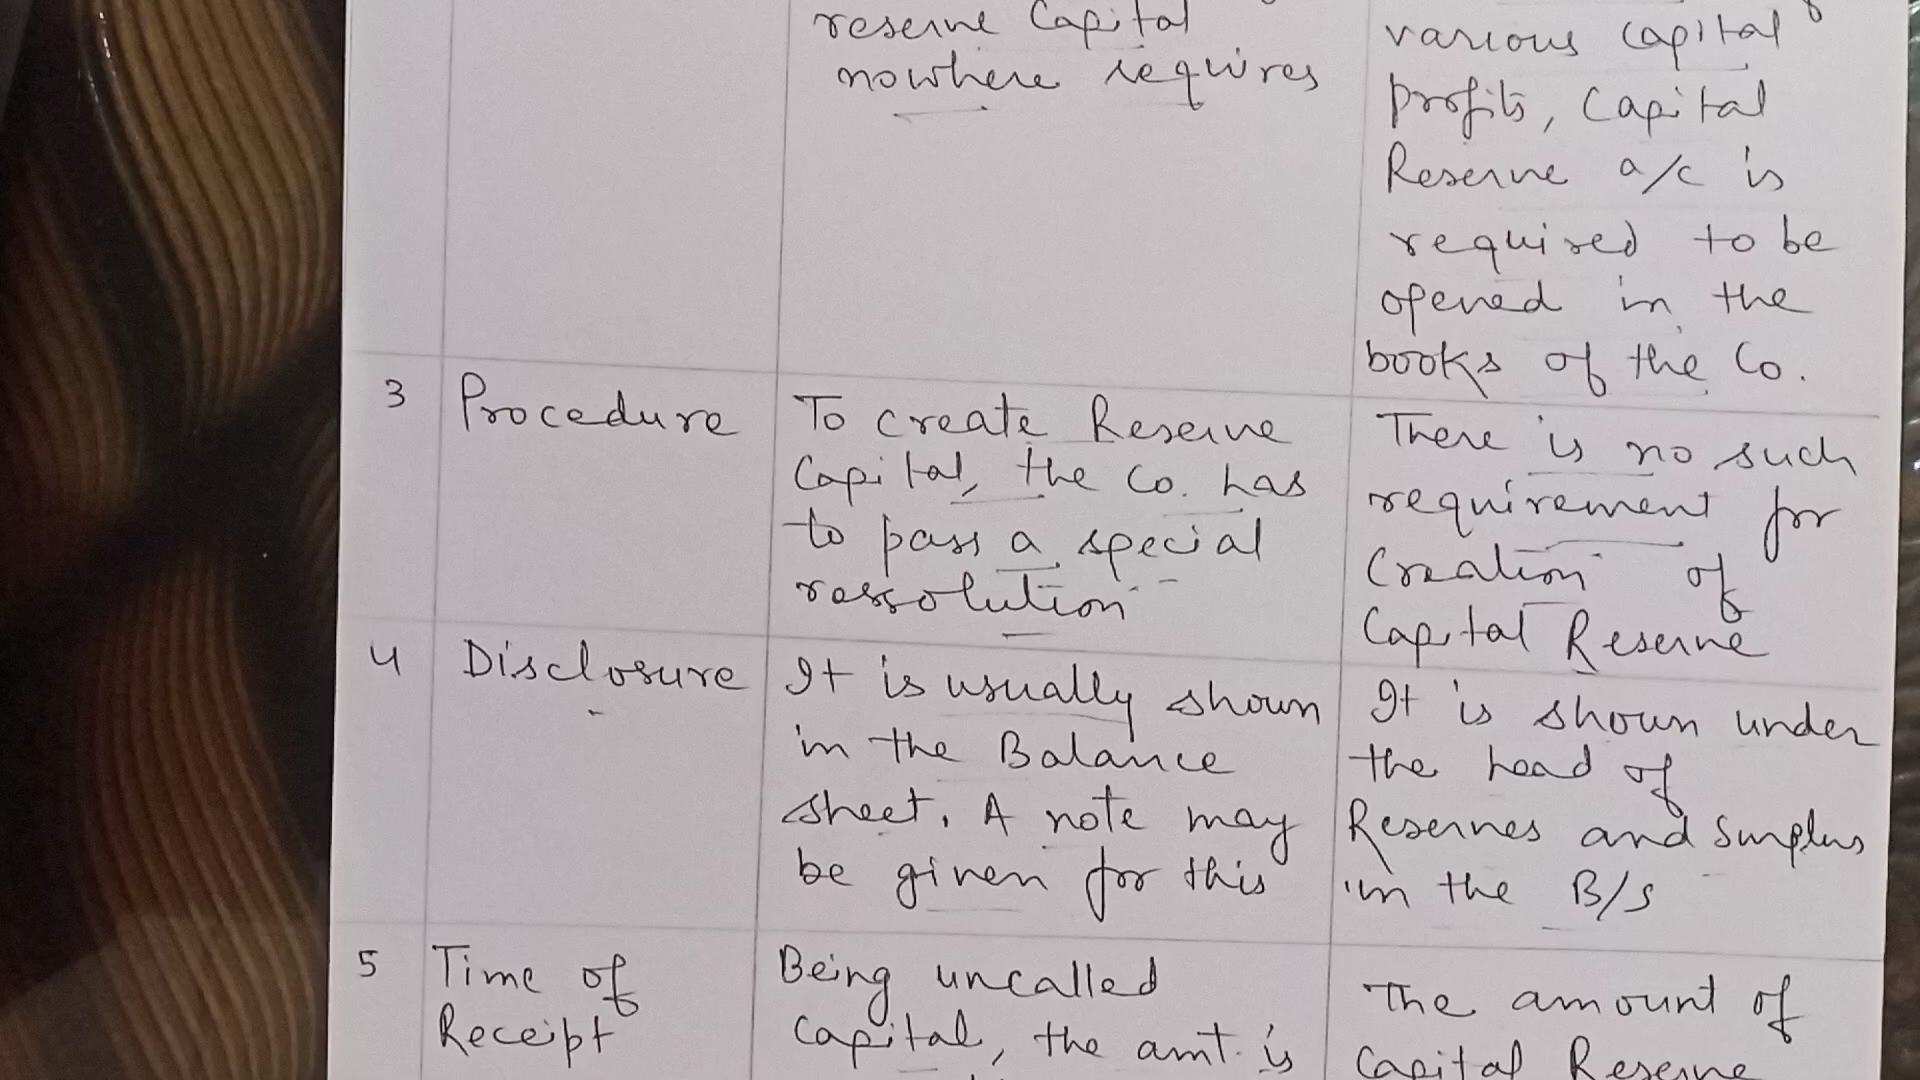 reserve Capital
nowhere requires
various capital
profits, Capital
Reserve a/c is
required to be
opened in the
books of the Co.
3
Procedure
To create Reserve
Capital, the Co. has
to pass a special
ressolution
There is no such
requirement for
Creation of
Capital Reserve
4
Disclosure
It is usually shown
in the Balance
sheet. A note may
be given for this
It is shown under
the head of
Reserves and Surplus
in the B/S
5
Time of
Receipt
Being uncalled
Capital, the amt. is
The amount of
Capital Reserve